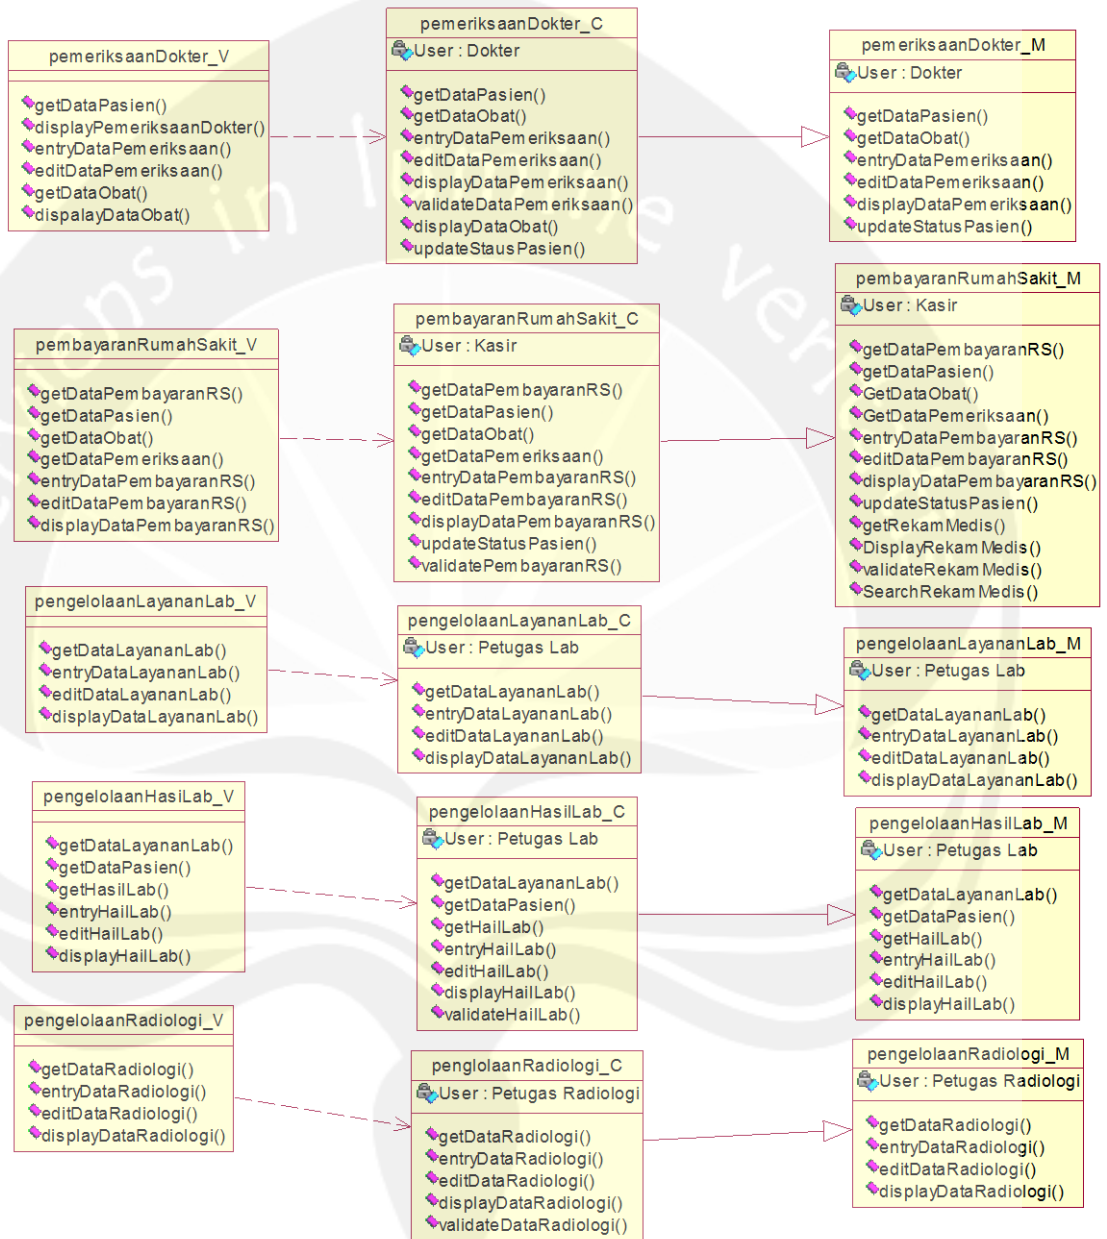 pemeriksaanDokter_V
getDataPasien()
displayPemeriksaanDokter()
entryDataPemeriksaan()
editDataPemeriksaan()
getDataObat()
dispalayDataObat()
pemeriksaanDokter_C
User : Dokter
getDataPasien()
getDataObat()
entryDataPemeriksaan()
editDataPemeriksaan()
displayDataPemeriksaan()
validateDataPemeriksaan()
displayDataObat()
updateStausPasien()
pemeriksaanDokter_M
User : Dokter
getDataPasien()
getDataObat()
entryDataPemeriksaan()
editDataPemeriksaan()
displayDataPemeriksaan()
updateStatusPasien()
pembayaranRumahSakit_V
getDataPembayaranRS()
getDataPasien()
getDataObat()
getDataPemeriksaan()
entryDataPembayaranRS()
editDataPembayaranRS()
displayDataPembayaranRS()
pembayaranRumahSakit_C
User : Kasir
getDataPembayaranRS()
getDataPasien()
getDataObat()
getDataPemeriksaan()
entryDataPembayaranRS()
editDataPembayaranRS()
displayDataPembayaranRS()
updateStatusPasien()
validatePembayaranRS()
pembayaranRumahSakit_M
User : Kasir
getDataPembayaranRS()
getDataPasien()
GetDataObat()
GetDataPemeriksaan()
entryDataPembayaranRS()
editDataPembayaranRS()
displayDataPembayaranRS()
updateStatusPasien()
getRekamMedis()
DisplayRekamMedis()
validateRekamMedis()
SearchRekamMedis()
pengelolaanLayananLab_V
getDataLayananLab()
entryDataLayananLab()
editDataLayananLab()
displayDataLayananLab()
pengelolaanLayananLab_C
User : Petugas Lab
getDataLayananLab()
entryDataLayananLab()
editDataLayananLab()
displayDataLayananLab()
pengelolaanLayananLab_M
User : Petugas Lab
getDataLayananLab()
entryDataLayananLab()
editDataLayananLab()
displayDataLayananLab()
pengelolaanHasiLab_V
getDataLayananLab()
getDataPasien()
getHasilLab()
entryHailLab()
editHailLab()
displayHailLab()
pengelolaanHasilLab_C
User : Petugas Lab
getDataLayananLab()
getDataPasien()
getHailLab()
entryHailLab()
editHailLab()
displayHailLab()
validateHailLab()
pengelolaanHasilLab_M
User : Petugas Lab
getDataLayananLab()
getDataPasien()
getHailLab()
entryHailLab()
editHailLab()
displayHailLab()
pengelolaanRadiologi_V
getDataRadiologi()
entryDataRadiologi()
editDataRadiologi()
displayDataRadiologi()
penglolaanRadiologi_C
User : Petugas Radiologi
getDataRadiologi()
entryDataRadiologi()
editDataRadiologi()
displayDataRadiologi()
validateDataRadiologi()
pengelolaanRadiologi_M
User : Petugas Radiologi
getDataRadiologi()
entryDataRadiologi()
editDataRadiologi()
displayDataRadiologi()
in lumine